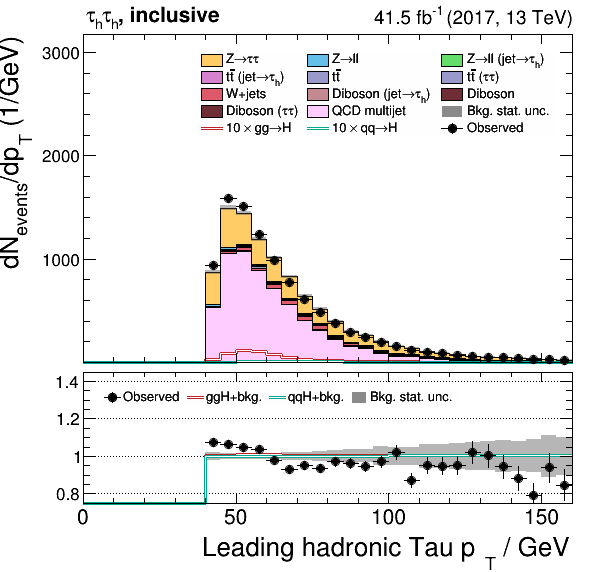 τhτh, inclusive 41.5 fb-1 (2017, 13 TeV)
3000
2000
1000
dNevents/dpT (1/GeV)
Z→ττ Z→ll Z→ll (jet→τh)
tt̄ (jet→τh) tt̄ tt̄ (ττ)
W+jets Diboson (jet→τh) Diboson
Diboson (ττ) QCD multijet Bkg. stat. unc.
10 × gg→H 10 × qq→H Observed
1.4
1.2
1
0.8
Observed ggH+bkg. qqH+bkg. Bkg. stat. unc.
0 50 100 150
Leading hadronic Tau p T / GeV